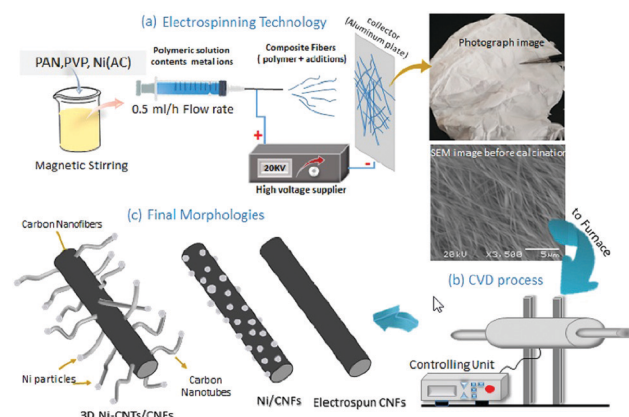 (a) Electrospinning Technology
PAN,PVP, Ni(AC)
Polymeric solution
contents metal ions
Composite Fibers
( polymer + additions)
collector
(Aluminum plate)
Photograph image
0.5 ml/h Flow rate
Magnetic Stirring
+
20KV
-
High voltage supplier
SEM image before calcination
20kV X3,500 5µm
to Furnace
(c) Final Morphologies
(b) CVD process
Carbon Nanofibers
Ni particles
Carbon
Nanotubes
Controlling Unit
3D Ni-CNTs/CNFs
Ni/CNFs
Electrospun CNFs